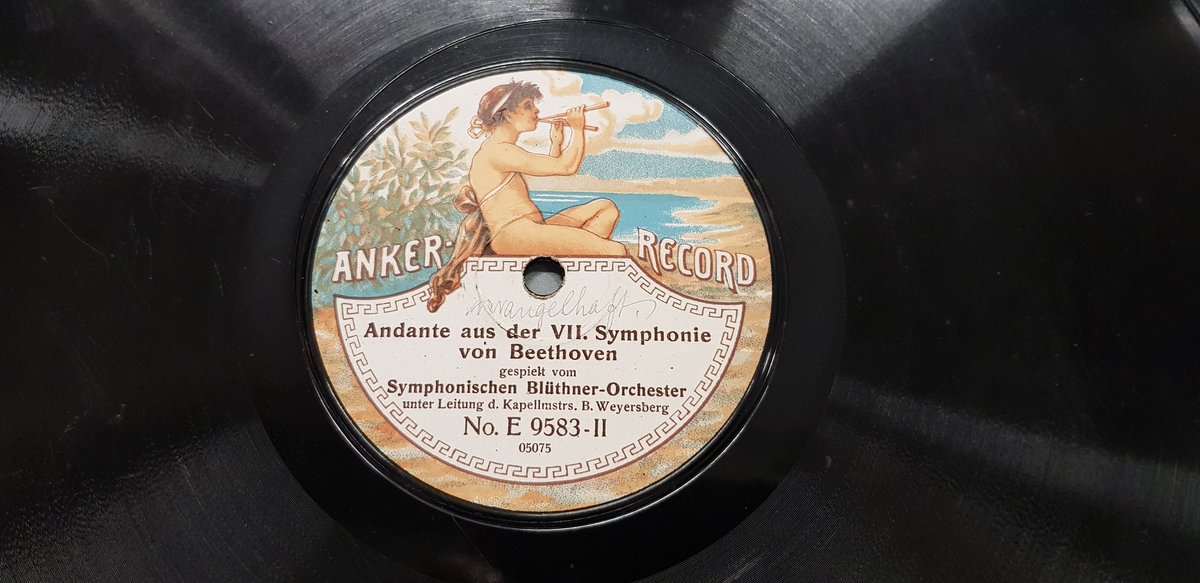 ANKER-RECORD
mangelhaft.
Andante aus der VII. Symphonie
von Beethoven
gespielt vom
Symphonischen Blüthner-Orchester
unter Leitung d. Kapellmstrs. B. Weyersberg
No. E 9583-II
05075